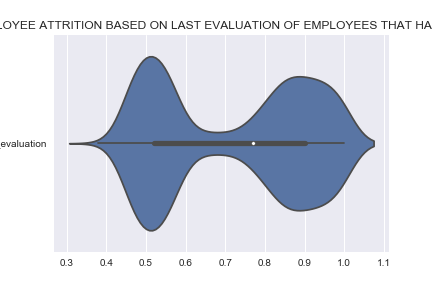 LOYEE ATTRITION BASED ON LAST EVALUATION OF EMPLOYEES THAT HA
_evaluation
0.3 0.4 0.5 0.6 0.7 0.8 0.9 1.0 1.1